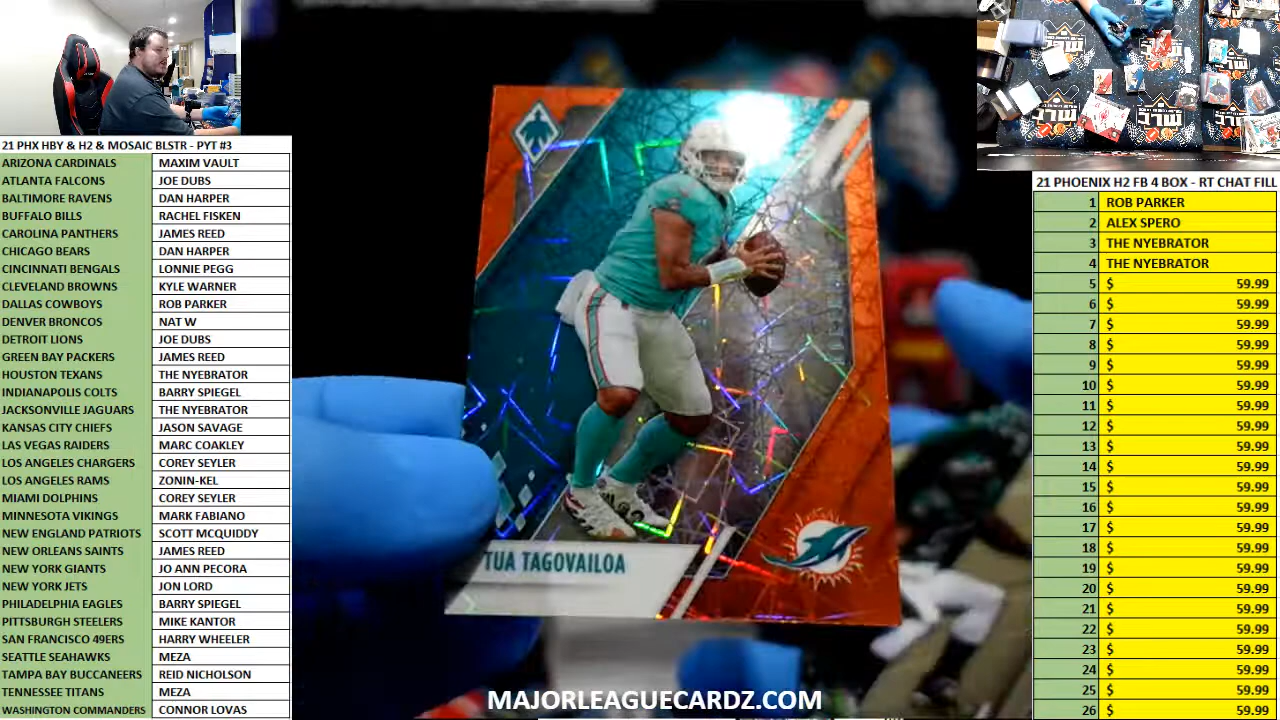 21 PHX HBY & H2 & MOSAIC BLSTR - PYT #3
ARIZONA CARDINALS MAXIM VAULT
ATLANTA FALCONS JOE DUBS
BALTIMORE RAVENS DAN HARPER
BUFFALO BILLS RACHEL FISKEN
CAROLINA PANTHERS JAMES REED
CHICAGO BEARS DAN HARPER
CINCINNATI BENGALS LONNIE PEGG
CLEVELAND BROWNS KYLE WARNER
DALLAS COWBOYS ROB PARKER
DENVER BRONCOS NAT W
DETROIT LIONS JOE DUBS
GREEN BAY PACKERS JAMES REED
HOUSTON TEXANS THE NYEBRATOR
INDIANAPOLIS COLTS BARRY SPIEGEL
JACKSONVILLE JAGUARS THE NYEBRATOR
KANSAS CITY CHIEFS JASON SAVAGE
LAS VEGAS RAIDERS MARC COAKLEY
LOS ANGELES CHARGERS COREY SEYLER
LOS ANGELES RAMS ZONIN-KEL
MIAMI DOLPHINS COREY SEYLER
MINNESOTA VIKINGS MARK FABIANO
NEW ENGLAND PATRIOTS SCOTT MCQUIDDY
NEW ORLEANS SAINTS JAMES REED
NEW YORK GIANTS JO ANN PECORA
NEW YORK JETS JON LORD
PHILADELPHIA EAGLES BARRY SPIEGEL
PITTSBURGH STEELERS MIKE KANTOR
SAN FRANCISCO 49ERS HARRY WHEELER
SEATTLE SEAHAWKS MEZA
TAMPA BAY BUCCANEERS REID NICHOLSON
TENNESSEE TITANS MEZA
WASHINGTON COMMANDERS CONNOR LOVAS
TUA TAGOVAILOA
MAJORLEAGUECARDZ.COM
MLC
MLC
21 PHOENIX H2 FB 4 BOX - RT CHAT FILL
1 ROB PARKER
2 ALEX SPERO
3 THE NYEBRATOR
4 THE NYEBRATOR
5 $ 59.99
6 $ 59.99
7 $ 59.99
8 $ 59.99
9 $ 59.99
10 $ 59.99
11 $ 59.99
12 $ 59.99
13 $ 59.99
14 $ 59.99
15 $ 59.99
16 $ 59.99
17 $ 59.99
18 $ 59.99
19 $ 59.99
20 $ 59.99
21 $ 59.99
22 $ 59.99
23 $ 59.99
24 $ 59.99
25 $ 59.99
26 $ 59.99